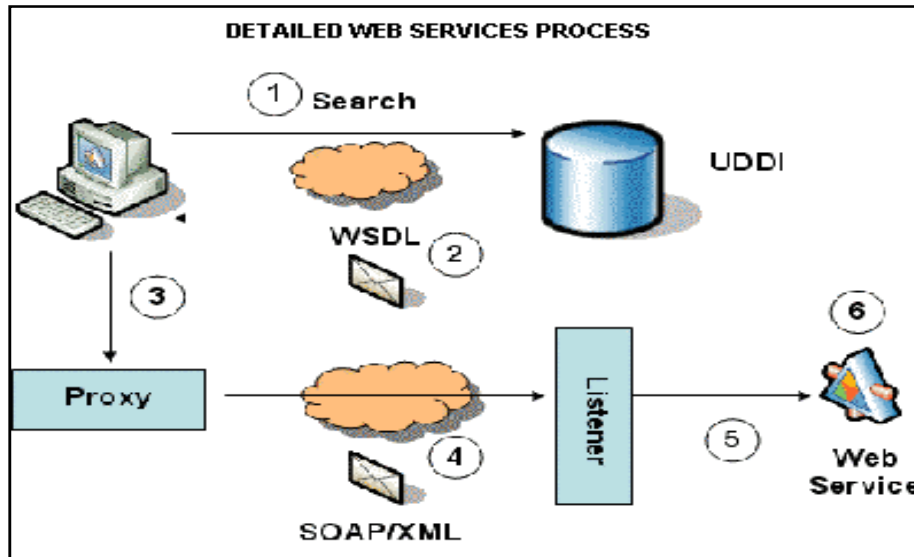 DETAILED WEB SERVICES PROCESS
1
Search
UDDI
WSDL
2
3
6
Proxy
Listener
4
5
Web
Service
SOAP/XML